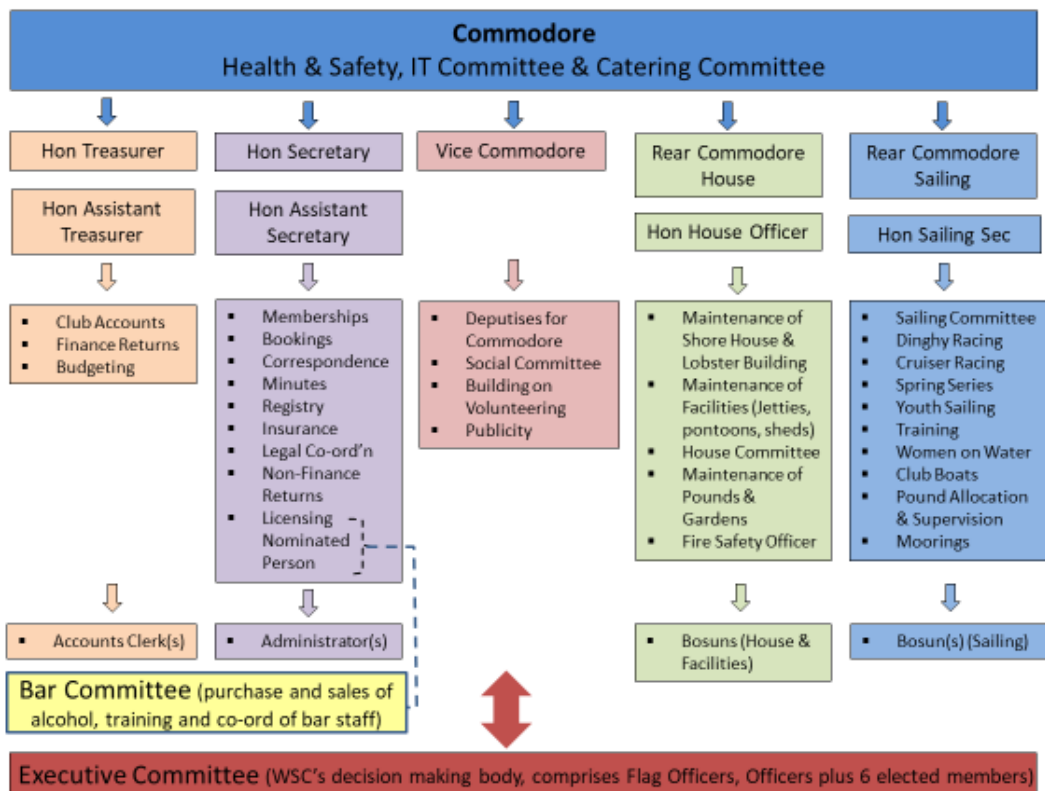 Commodore
Health & Safety, IT Committee & Catering Committee
Hon Treasurer
Hon Assistant
Treasurer
▪ Club Accounts
▪ Finance Returns
▪ Budgeting
▪ Accounts Clerk(s)
Hon Secretary
Hon Assistant
Secretary
▪ Memberships
▪ Bookings
▪ Correspondence
▪ Minutes
▪ Registry
▪ Insurance
▪ Legal Co-ord'n
▪ Non-Finance
Returns
▪ Licensing
Nominated
Person
▪ Administrator(s)
Vice Commodore
▪ Deputises for
Commodore
▪ Social Committee
▪ Building on
Volunteering
▪ Publicity
Rear Commodore
House
Hon House Officer
▪ Maintenance of
Shore House &
Lobster Building
▪ Maintenance of
Facilities (Jetties,
pontoons, sheds)
▪ House Committee
▪ Maintenance of
Pounds &
Gardens
▪ Fire Safety Officer
▪ Bosuns (House &
Facilities)
Rear Commodore
Sailing
Hon Sailing Sec
▪ Sailing Committee
▪ Dinghy Racing
▪ Cruiser Racing
▪ Spring Series
▪ Youth Sailing
▪ Training
▪ Women on Water
▪ Club Boats
▪ Pound Allocation
& Supervision
▪ Moorings
▪ Bosun(s) (Sailing)
Bar Committee (purchase and sales of
alcohol, training and co-ord of bar staff)
Executive Committee (WSC's decision making body, comprises Flag Officers, Officers plus 6 elected members)